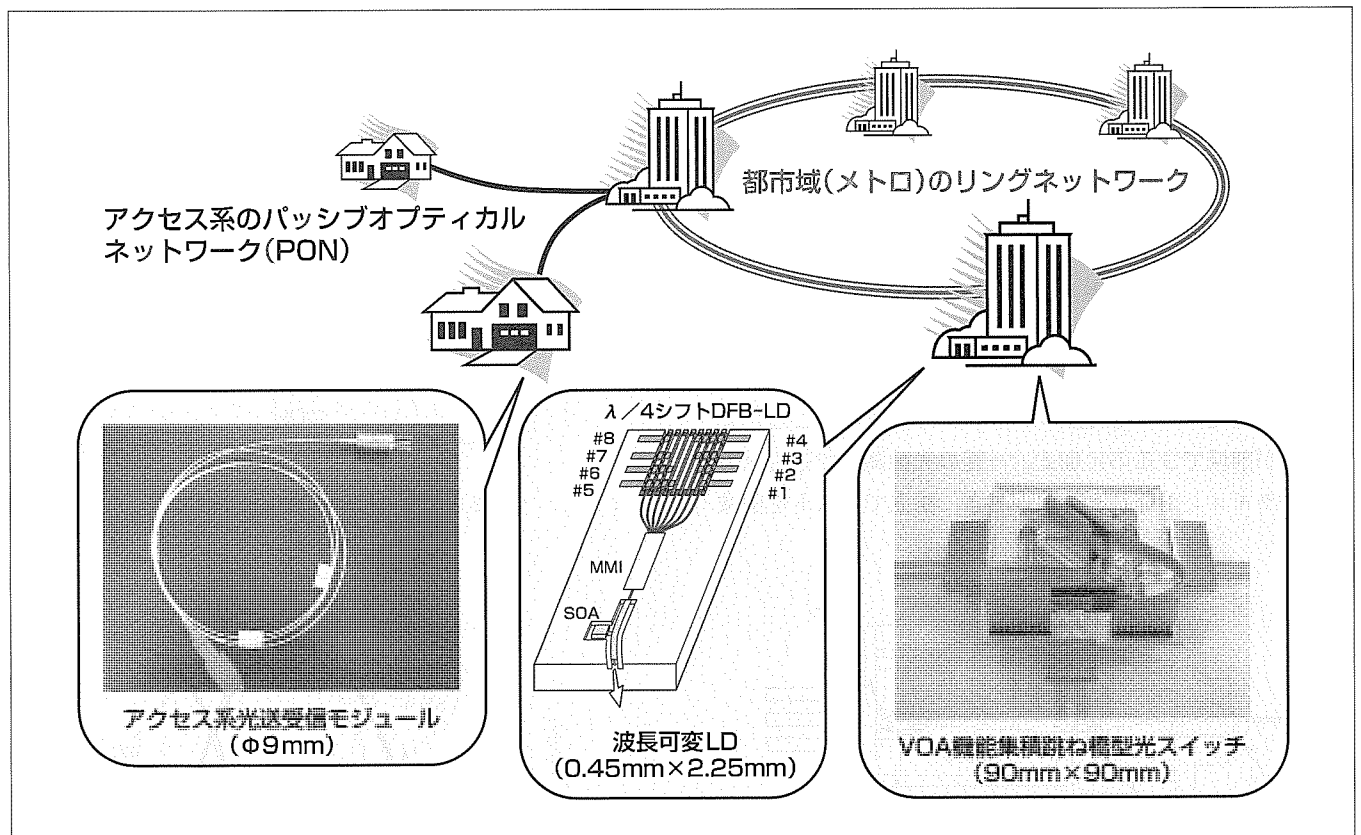 都市域(メトロ)のリングネットワーク
アクセス系のパッシブオプティカル
ネットワーク(PON)
アクセス系光送受信モジュール
(Φ9mm)
λ/4シフトDFB-LD
#8
#7
#6
#5
#4
#3
#2
#1
MMI
SOA
波長可変LD
(0.45mm×2.25mm)
VOA機能集積跳ね橋型光スイッチ
(90mm×90mm)